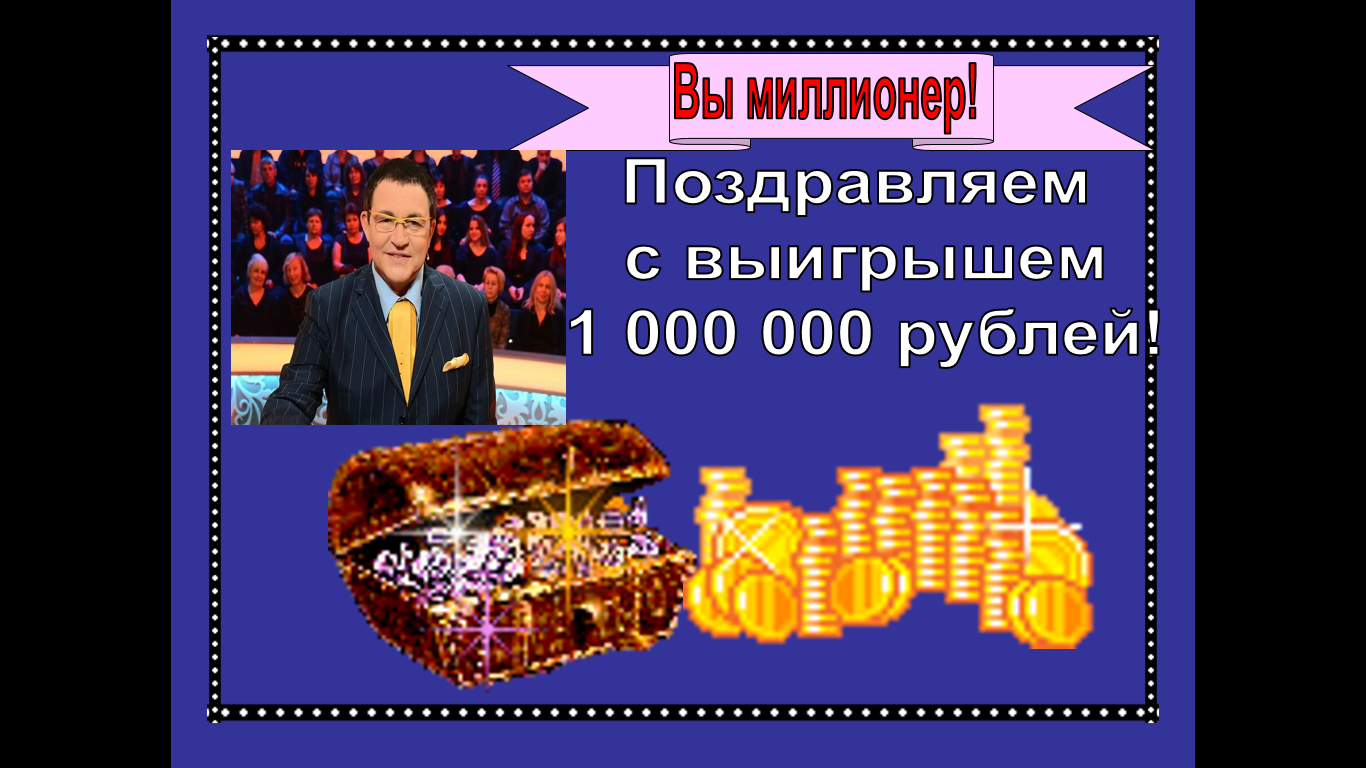 Вы миллионер!
Поздравляем
с выигрышем
1 000 000 рублей!